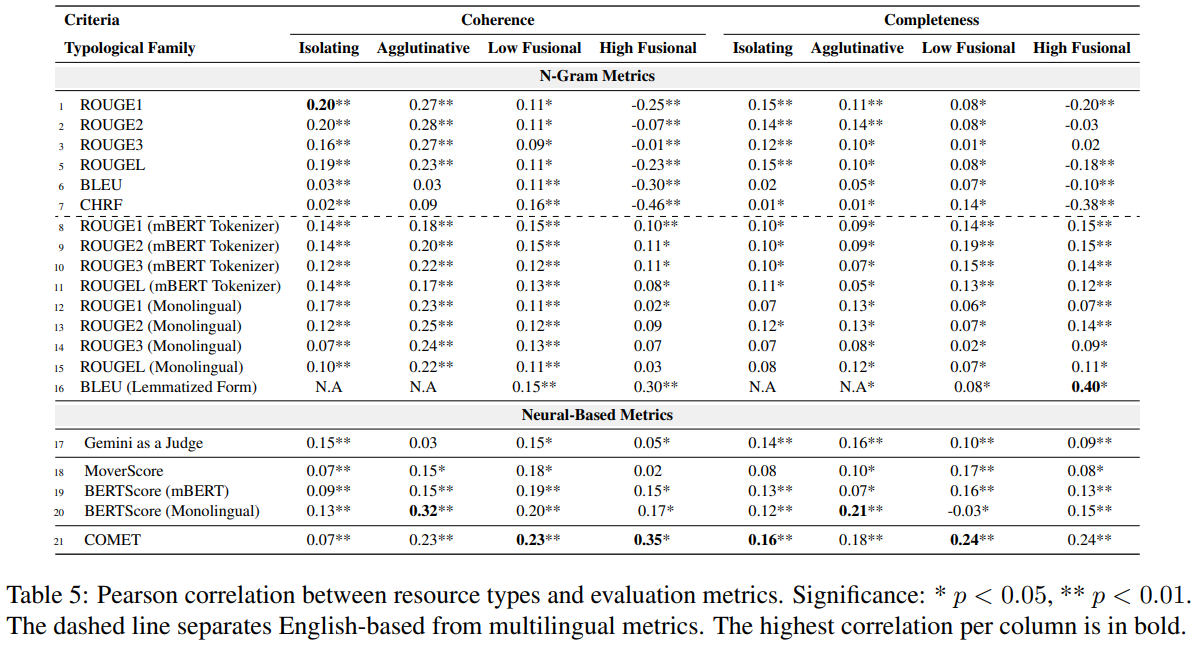 Criteria Coherence Completeness
Typological Family Isolating Agglutinative Low Fusional High Fusional Isolating Agglutinative Low Fusional High Fusional
N-Gram Metrics
1 ROUGE1 0.20** 0.27** 0.11* -0.25** 0.15** 0.11** 0.08* -0.20**
2 ROUGE2 0.20** 0.28** 0.11* -0.07** 0.14** 0.14** 0.08* -0.03
3 ROUGE3 0.16** 0.27** 0.09* -0.01** 0.12** 0.10* 0.01* 0.02
5 ROUGEL 0.19** 0.23** 0.11* -0.23** 0.15** 0.10* 0.08* -0.18**
6 BLEU 0.03** 0.03 0.11** -0.30** 0.02 0.05* 0.07* -0.10**
7 CHRF 0.02** 0.09 0.16** -0.46** 0.01* 0.01* 0.14* -0.38**
8 ROUGE1 (mBERT Tokenizer) 0.14** 0.18** 0.15** 0.10** 0.10* 0.09* 0.14** 0.15**
9 ROUGE2 (mBERT Tokenizer) 0.14** 0.20** 0.15** 0.11* 0.10* 0.09* 0.19** 0.15**
10 ROUGE3 (mBERT Tokenizer) 0.12** 0.22** 0.12** 0.11* 0.10* 0.07* 0.15** 0.14**
11 ROUGEL (mBERT Tokenizer) 0.14** 0.17** 0.13** 0.08* 0.11* 0.05* 0.13** 0.12**
12 ROUGE1 (Monolingual) 0.17** 0.23** 0.11** 0.02* 0.07 0.13* 0.06* 0.07**
13 ROUGE2 (Monolingual) 0.12** 0.25** 0.12** 0.09 0.12* 0.13* 0.07* 0.14**
14 ROUGE3 (Monolingual) 0.07** 0.24** 0.13** 0.07 0.07 0.08* 0.02* 0.09*
15 ROUGEL (Monolingual) 0.10** 0.22** 0.11** 0.03 0.08 0.12* 0.07* 0.11*
16 BLEU (Lemmatized Form) N.A N.A 0.15** 0.30** N.A N.A* 0.08* 0.40*
Neural-Based Metrics
17 Gemini as a Judge 0.15** 0.03 0.15* 0.05* 0.14** 0.16** 0.10** 0.09**
18 MoverScore 0.07** 0.15* 0.18* 0.02 0.08 0.10* 0.17** 0.08*
19 BERTScore (mBERT) 0.09** 0.15** 0.19** 0.15* 0.13** 0.07* 0.16** 0.13**
20 BERTScore (Monolingual) 0.13** 0.32** 0.20** 0.17* 0.12** 0.21** -0.03* 0.15**
21 COMET 0.07** 0.23** 0.23** 0.35* 0.16** 0.18** 0.24** 0.24**
Table 5: Pearson correlation between resource types and evaluation metrics. Significance: * p < 0.05, ** p < 0.01.
The dashed line separates English-based from multilingual metrics. The highest correlation per column is in bold.